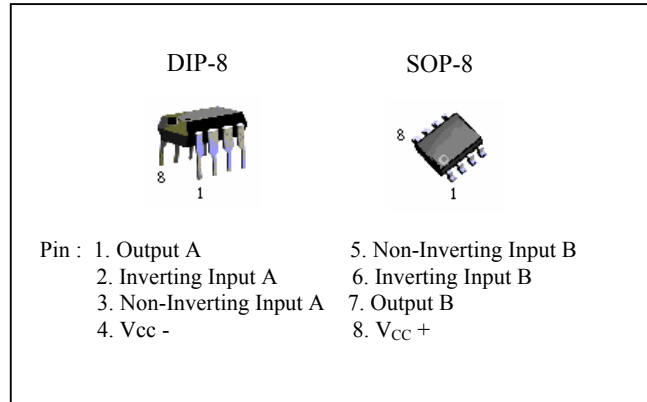 DIP-8 SOP-8
8 1
8 1
Pin : 1. Output A 5. Non-Inverting Input B
2. Inverting Input A 6. Inverting Input B
3. Non-Inverting Input A 7. Output B
4. Vcc - 8. VCC +